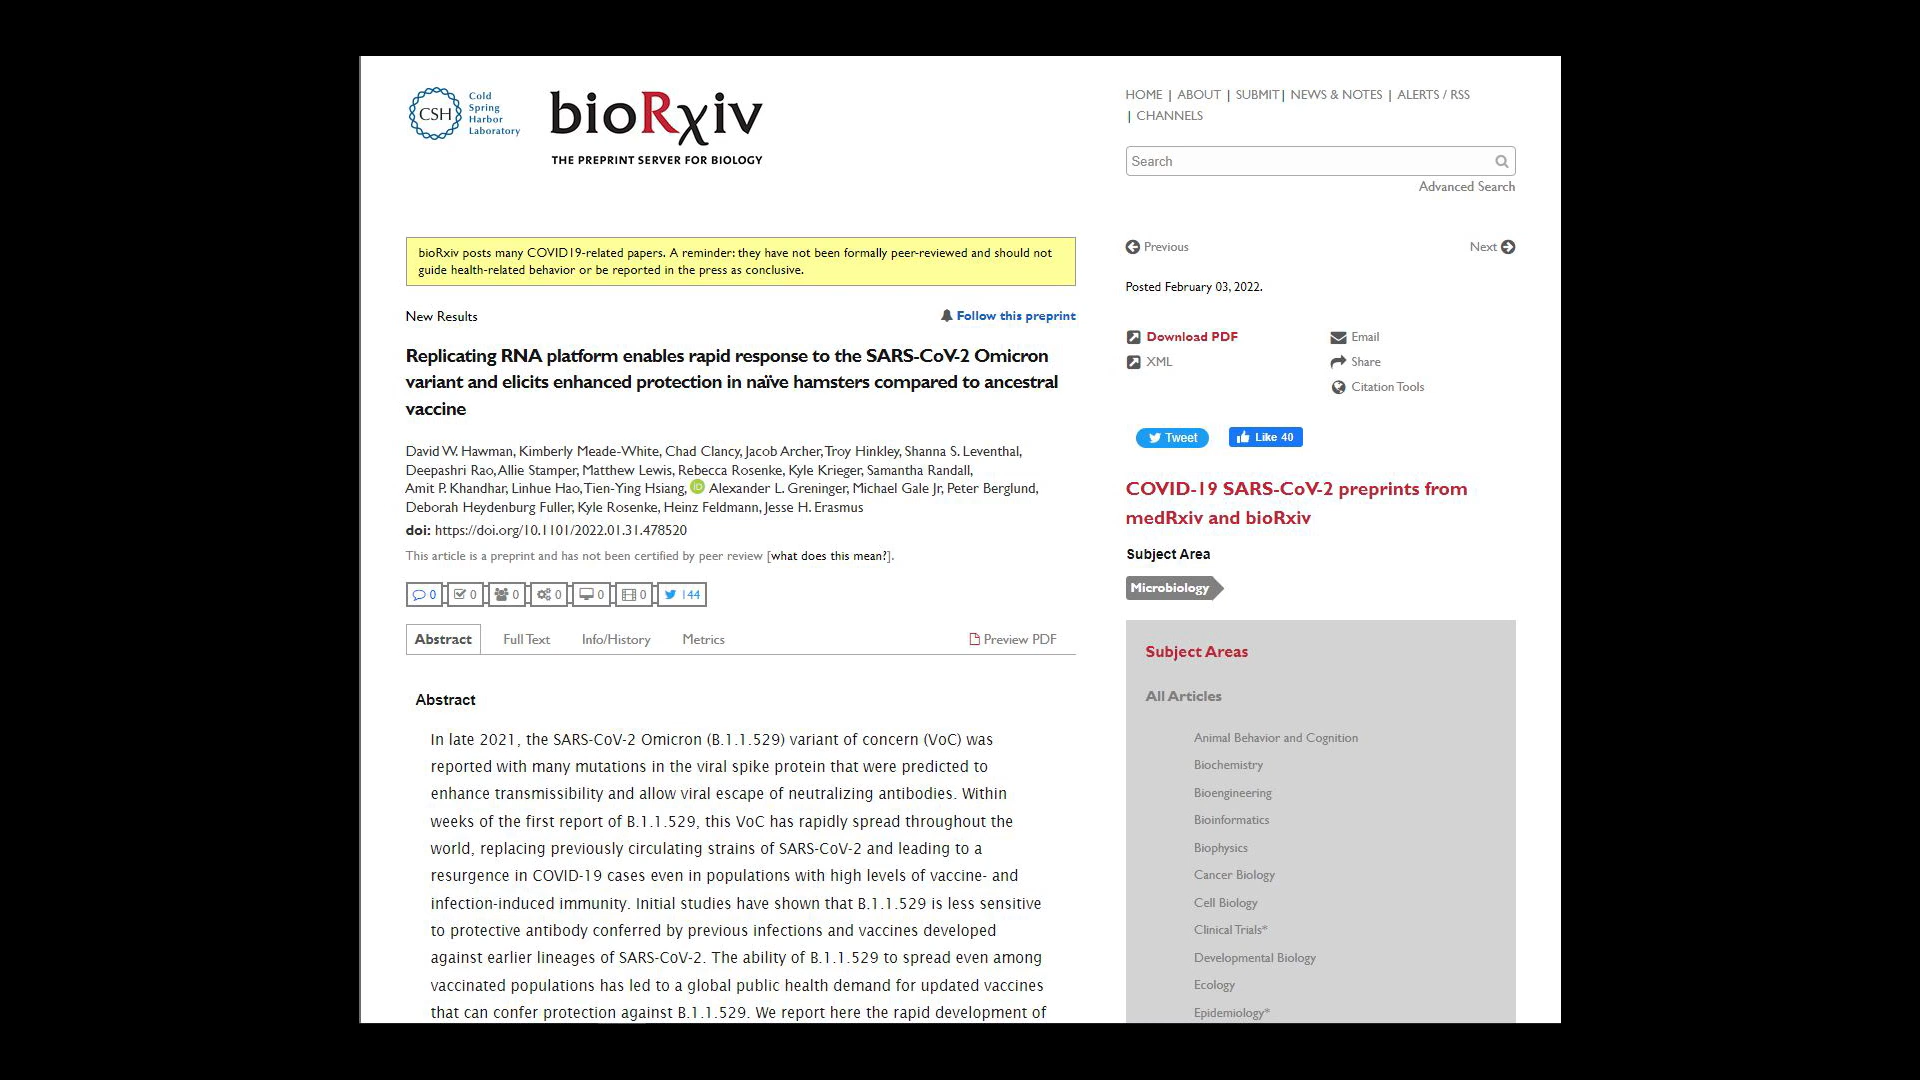 CSH
Cold
Spring
Harbor
Laboratory
bioRxiv
THE PREPRINT SERVER FOR BIOLOGY
HOME | ABOUT | SUBMIT| NEWS & NOTES | ALERTS / RSS
| CHANNELS
Search
Advanced Search
bioRxiv posts many COVID19-related papers. A reminder: they have not been formally peer-reviewed and should not
guide health-related behavior or be reported in the press as conclusive.
Previous
Next
Posted February 03, 2022.
New Results
Follow this preprint
Replicating RNA platform enables rapid response to the SARS-CoV-2 Omicron
variant and elicits enhanced protection in naïve hamsters compared to ancestral
vaccine
David W. Hawman, Kimberly Meade-White, Chad Clancy, Jacob Archer, Troy Hinkley, Shanna S. Leventhal,
Deepashri Rao, Allie Stamper, Matthew Lewis, Rebecca Rosenke, Kyle Krieger, Samantha Randall,
Amit P. Khandhar, Linhue Hao, Tien-Ying Hsiang, iD Alexander L. Greninger, Michael Gale Jr, Peter Berglund,
Deborah Heydenburg Fuller, Kyle Rosenke, Heinz Feldmann, Jesse H. Erasmus
doi: https://doi.org/10.1101/2022.01.31.478520
This article is a preprint and has not been certified by peer review [what does this mean?].
0 0 0 0 0 0 144
Abstract Full Text Info/History Metrics Preview PDF
Abstract
In late 2021, the SARS-CoV-2 Omicron (B.1.1.529) variant of concern (VoC) was
reported with many mutations in the viral spike protein that were predicted to
enhance transmissibility and allow viral escape of neutralizing antibodies. Within
weeks of the first report of B.1.1.529, this VoC has rapidly spread throughout the
world, replacing previously circulating strains of SARS-CoV-2 and leading to a
resurgence in COVID-19 cases even in populations with high levels of vaccine- and
infection-induced immunity. Initial studies have shown that B.1.1.529 is less sensitive
to protective antibody conferred by previous infections and vaccines developed
against earlier lineages of SARS-CoV-2. The ability of B.1.1.529 to spread even among
vaccinated populations has led to a global public health demand for updated vaccines
that can confer protection against B.1.1.529. We report here the rapid development of
Download PDF
XML
Email
Share
Citation Tools
Tweet
Like 40
COVID-19 SARS-CoV-2 preprints from
medRxiv and bioRxiv
Subject Area
Microbiology
Subject Areas
All Articles
Animal Behavior and Cognition
Biochemistry
Bioengineering
Bioinformatics
Biophysics
Cancer Biology
Cell Biology
Clinical Trials*
Developmental Biology
Ecology
Epidemiology*